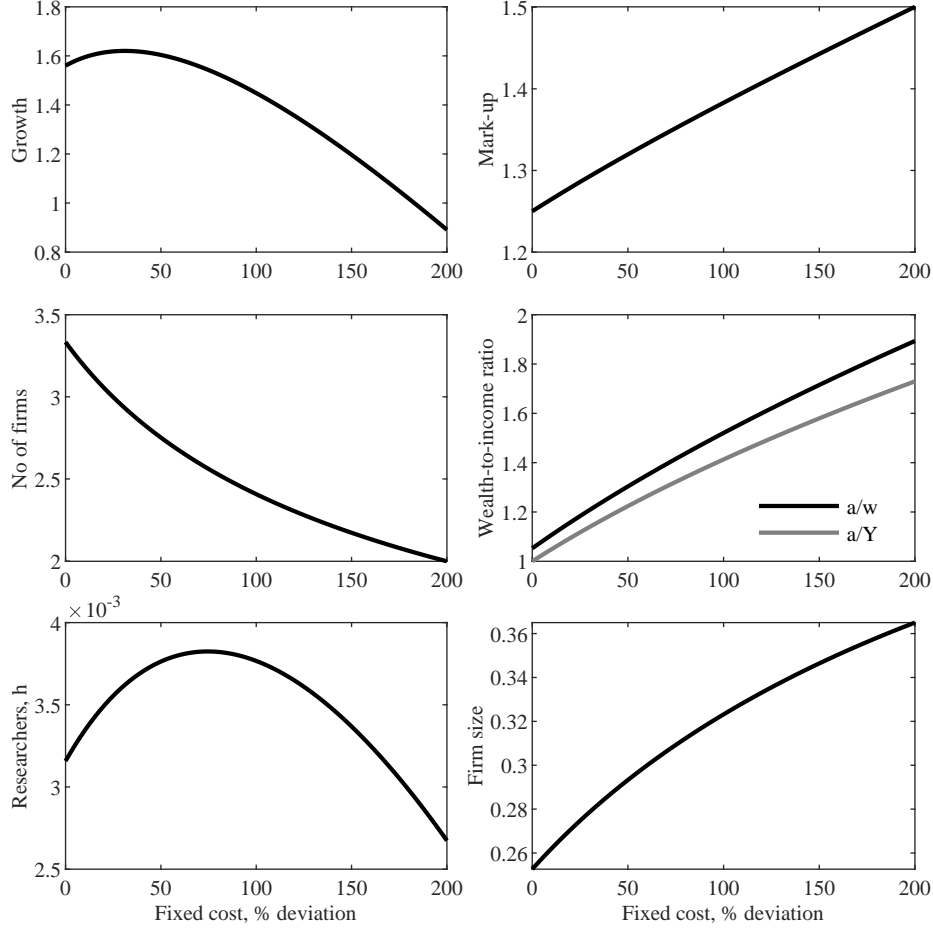 Growth
1.8
1.6
1.4
1.2
1
0.8
0 50 100 150 200
Mark-up
1.5
1.4
1.3
1.2
0 50 100 150 200
No of firms
3.5
3
2.5
2
0 50 100 150 200
Wealth-to-income ratio
2
1.8
1.6
1.4
1.2
1
0 50 100 150 200
a/w
a/Y
Researchers, h
×10⁻³
4
3.5
3
2.5
0 50 100 150 200
Fixed cost, % deviation
Firm size
0.36
0.34
0.32
0.3
0.28
0.26
0 50 100 150 200
Fixed cost, % deviation